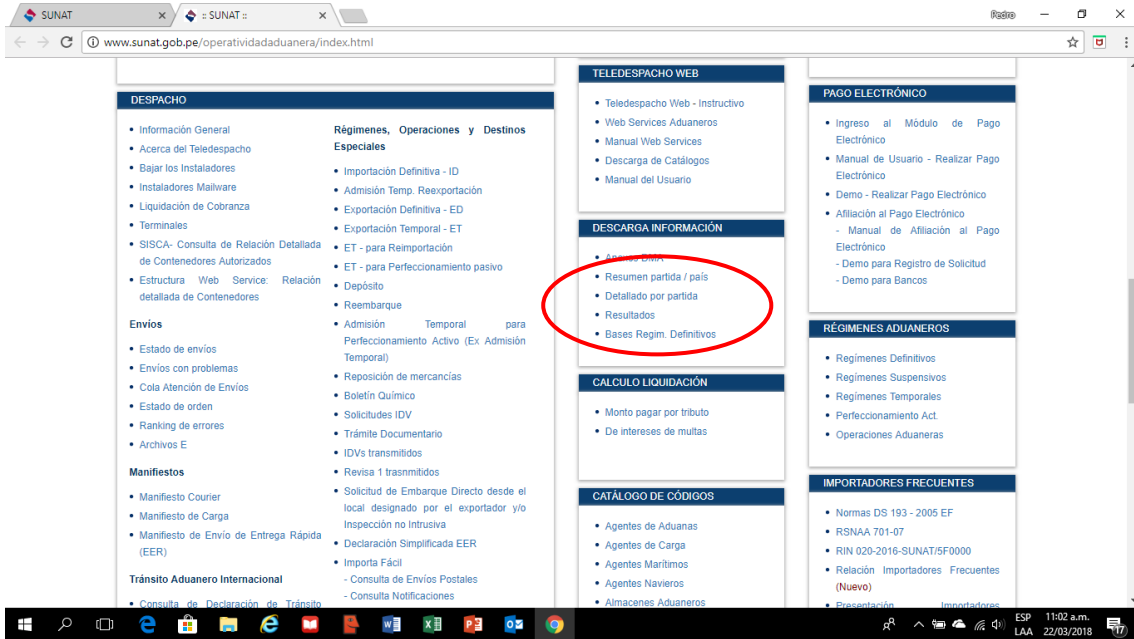 SUNAT
:: SUNAT ::
Pedro
www.sunat.gob.pe/operatividadaduanera/index.html
DESPACHO
• Información General
• Acerca del Teledespacho
• Bajar los Instaladores
• Instaladores Mailware
• Liquidación de Cobranza
• Terminales
• SISCA- Consulta de Relación Detallada
de Contenedores Autorizados
• Estructura Web Service: Relación
detallada de Contenedores
Envíos
• Estado de envíos
• Envíos con problemas
• Cola Atención de Envíos
• Estado de orden
• Ranking de errores
• Archivos E
Manifiestos
• Manifiesto Courier
• Manifiesto de Carga
• Manifiesto de Envío de Entrega Rápida
(EER)
Tránsito Aduanero Internacional
• Consulta de Declaración de Tránsito
Règimenes, Operaciones y Destinos
Especiales
• Importación Definitiva - ID
• Admisión Temp. Reexportación
• Exportación Definitiva - ED
• Exportación Temporal - ET
• ET - para Reimportación
• ET - para Perfeccionamiento pasivo
• Depósito
• Reembarque
• Admisión Temporal para
Perfeccionamiento Activo (Ex Admisión
Temporal)
• Reposición de mercancías
• Boletín Químico
• Solicitudes IDV
• Trámite Documentario
• IDVs transmitidos
• Revisa 1 trasnmitidos
• Solicitud de Embarque Directo desde el
local designado por el exportador y/o
Inspección no Intrusiva
• Declaración Simplificada EER
• Importa Fácil
- Consulta de Envíos Postales
- Consulta Notificaciones
TELEDESPACHO WEB
• Teledespacho Web - Instructivo
• Web Services Aduaneros
• Manual Web Services
• Descarga de Catálogos
• Manual del Usuario
DESCARGA INFORMACIÓN
• Anexos DMA
• Resumen partida / país
• Detallado por partida
• Resultados
• Bases Regim. Definitivos
CALCULO LIQUIDACIÓN
• Monto pagar por tributo
• De intereses de multas
CATÁLOGO DE CÓDIGOS
• Agentes de Aduanas
• Agentes de Carga
• Agentes Marítimos
• Agentes Navieros
• Almacenes Aduaneros
PAGO ELECTRÓNICO
• Ingreso al Módulo de Pago
Electrónico
• Manual de Usuario - Realizar Pago
Electrónico
• Demo - Realizar Pago Electrónico
• Afiliación al Pago Electrónico
- Manual de Afiliación al Pago
Electrónico
- Demo para Registro de Solicitud
- Demo para Bancos
RÉGIMENES ADUANEROS
• Regímenes Definitivos
• Regímenes Suspensivos
• Regímenes Temporales
• Perfeccionamiento Act.
• Operaciones Aduaneras
IMPORTADORES FRECUENTES
• Normas DS 193 - 2005 EF
• RSNAA 701-07
• RIN 020-2016-SUNAT/5F0000
• Relación Importadores Frecuentes
(Nuevo)
• Presentación Importadores
ESP
LAA
11:02 a.m.
22/03/2018
17